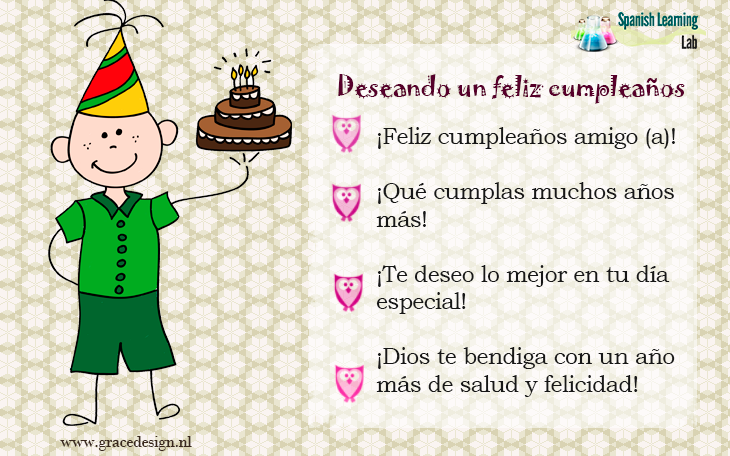 Spanish Learning
Lab
Deseando un feliz cumpleaños
¡Feliz cumpleaños amigo (a)!
¡Qué cumplas muchos años
más!
¡Te deseo lo mejor en tu día
especial!
¡Dios te bendiga con un año
más de salud y felicidad!
www.gracedesign.nl